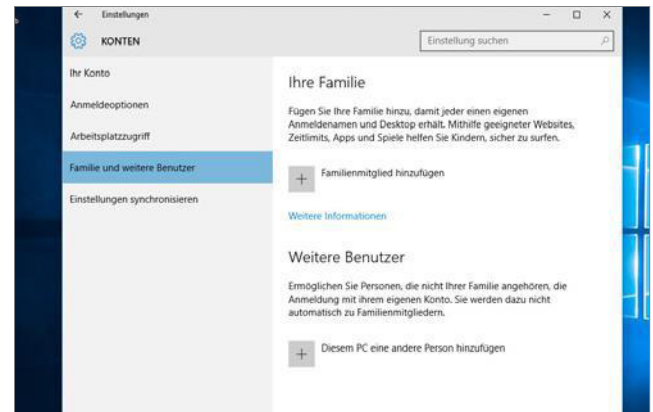 Einstellungen
KONTEN
Einstellung suchen
Ihr Konto
Anmeldeoptionen
Arbeitsplatzzugriff
Familie und weitere Benutzer
Einstellungen synchronisieren
Ihre Familie
Fügen Sie Ihre Familie hinzu, damit jeder einen eigenen
Anmeldenamen und Desktop erhält. Mithilfe geeigneter Websites,
Zeitlimits, Apps und Spiele helfen Sie Kindern, sicher zu surfen.
Familienmitglied hinzufügen
Weitere Informationen
Weitere Benutzer
Ermöglichen Sie Personen, die nicht Ihrer Familie angehören, die
Anmeldung mit ihrem eigenen Konto. Sie werden dazu nicht
automatisch zu Familienmitgliedern.
Diesem PC eine andere Person hinzufügen